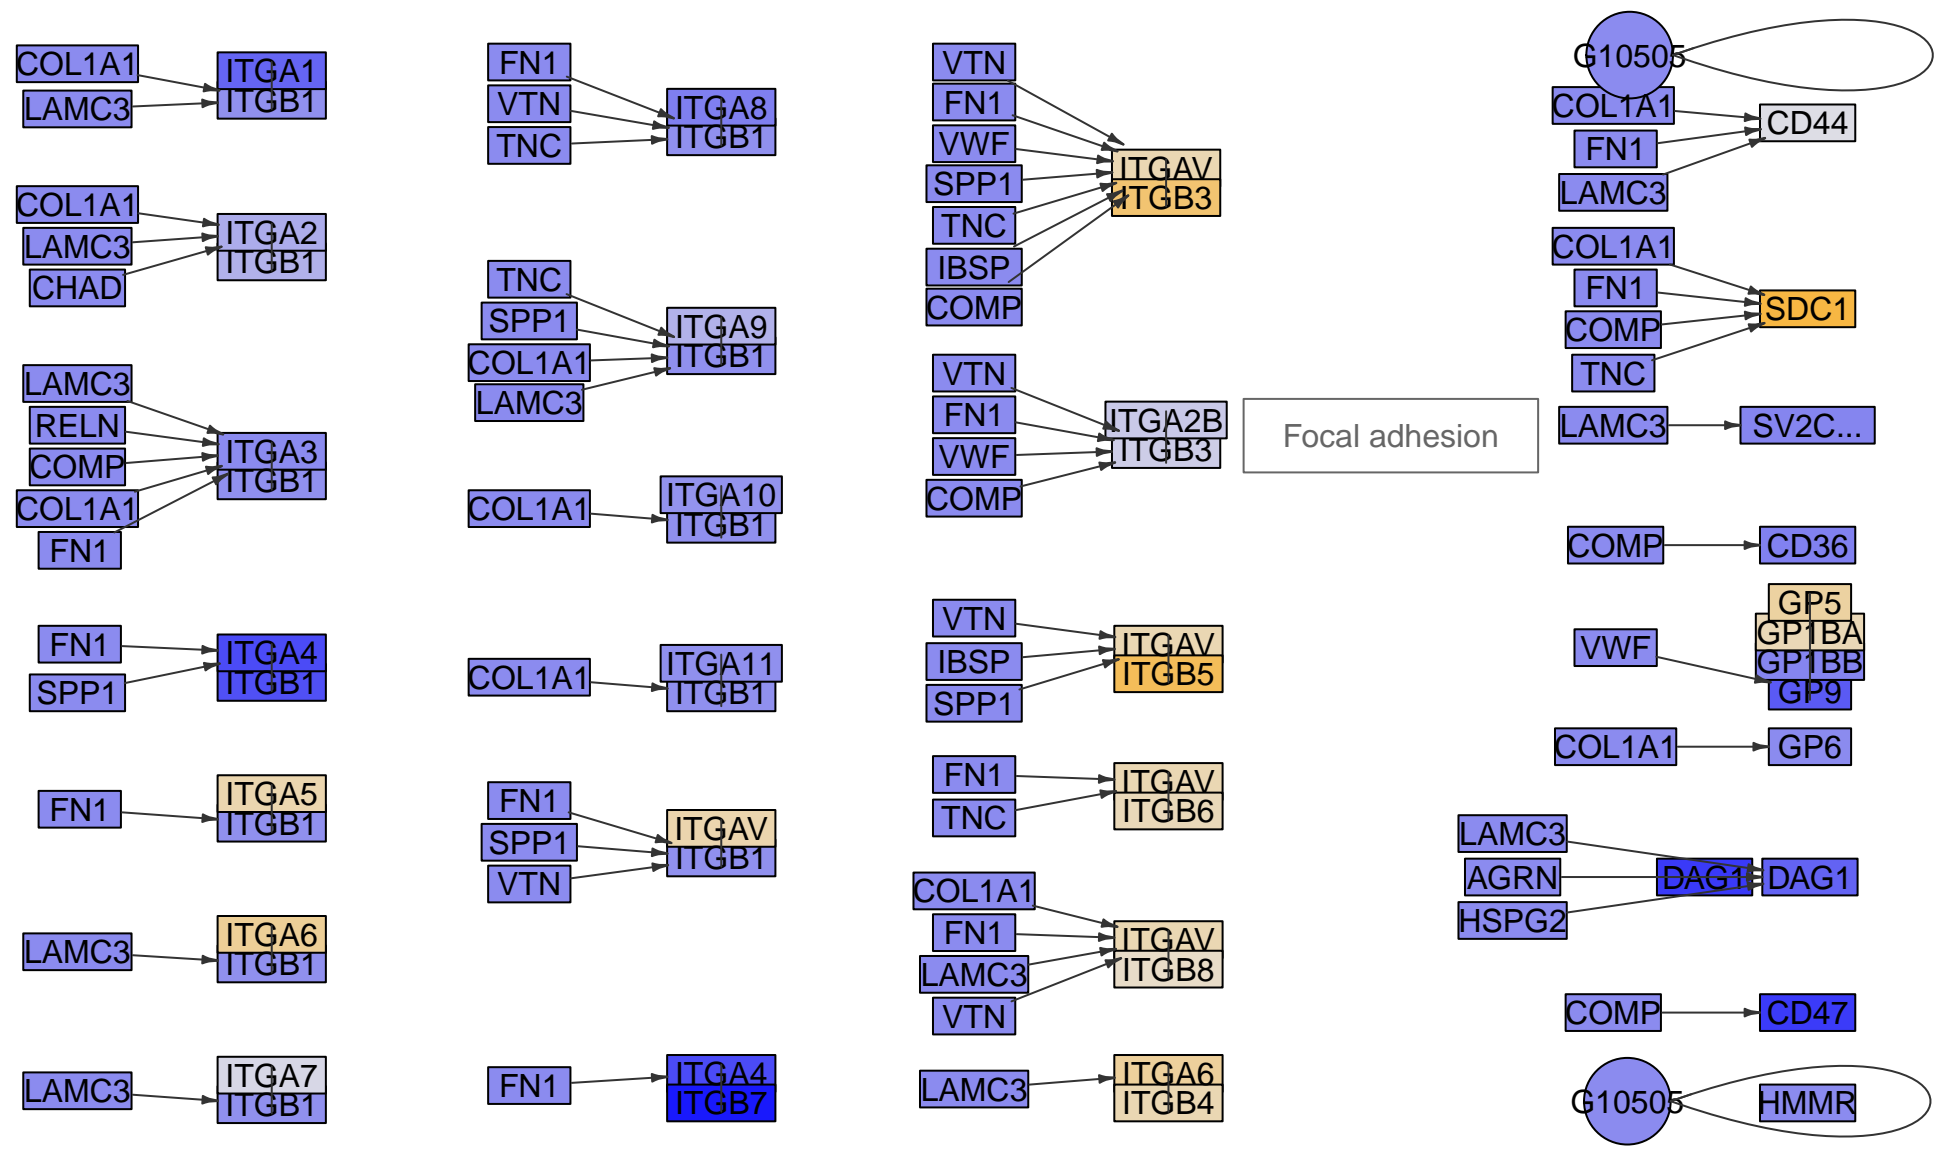 COL1A1
LAMC3
ITGA1
ITGB1
COL1A1
LAMC3
CHAD
ITGA2
ITGB1
LAMC3
RELN
COMP
COL1A1
FN1
ITGA3
ITGB1
FN1
SPP1
ITGA4
ITGB1
FN1
ITGA5
ITGB1
LAMC3
ITGA6
ITGB1
LAMC3
ITGA7
ITGB1
FN1
VTN
TNC
ITGA8
ITGB1
TNC
SPP1
COL1A1
LAMC3
ITGA9
ITGB1
COL1A1
ITGA10
ITGB1
COL1A1
ITGA11
ITGB1
FN1
SPP1
VTN
ITGAV
ITGB1
FN1
ITGA4
ITGB7
VTN
FN1
VWF
SPP1
TNC
IBSP
COMP
ITGAV
ITGB3
VTN
FN1
VWF
COMP
ITGA2B
ITGB3
Focal adhesion
VTN
IBSP
SPP1
ITGAV
ITGB5
FN1
TNC
ITGAV
ITGB6
COL1A1
FN1
LAMC3
VTN
ITGAV
ITGB8
LAMC3
ITGA6
ITGB4
G10505
COL1A1
FN1
LAMC3
CD44
COL1A1
FN1
COMP
TNC
SDC1
LAMC3
SV2C...
COMP
CD36
VWF
GP5
GP1BA
GP1BB
GP9
COL1A1
GP6
LAMC3
AGRN
HSPG2
DAG1
DAG1
COMP
CD47
G10505
HMMR